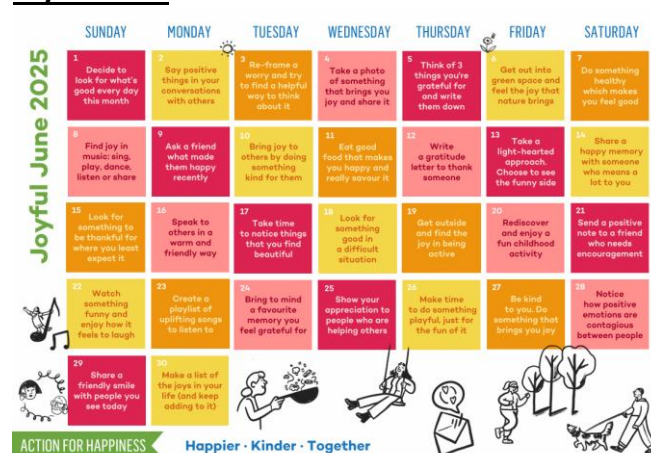 SUNDAY MONDAY TUESDAY WEDNESDAY THURSDAY FRIDAY SATURDAY
Joyful June 2025
1
Decide to
look for what's
good every day
this month
2
Say positive
things in your
conversations
with others
3
Re-frame a
worry and try
to find a helpful
way to think
about it
4
Take a photo
of something
that brings you
joy and share it
5
Think of 3
things you're
grateful for
and write
them down
6
Get out into
green space and
feel the joy that
nature brings
7
Do something
healthy
which makes
you feel good
8
Find joy in
music: sing,
play, dance,
listen or share
9
Ask a friend
what made
them happy
recently
10
Bring joy to
others by doing
something
kind for them
11
Eat good
food that makes
you happy and
really savour it
12
Write
a gratitude
letter to thank
someone
13
Take a
light-hearted
approach.
Choose to see
the funny side
14
Share a
happy memory
with someone
who means a
lot to you
15
Look for
something to
be thankful for
where you least
expect it
16
Speak to
others in a
warm and
friendly way
17
Take time
to notice things
that you find
beautiful
18
Look for
something
good in
a difficult
situation
19
Get outside
and find the
joy in being
active
20
Rediscover
and enjoy a
fun childhood
activity
21
Send a positive
note to a friend
who needs
encouragement
22
Watch
something
funny and
enjoy how it
feels to laugh
23
Create a
playlist of
uplifting songs
to listen to
24
Bring to mind
a favourite
memory you
feel grateful for
25
Show your
appreciation to
people who are
helping others
26
Make time
to do something
playful, just for
the fun of it
27
Be kind
to you. Do
something that
brings you joy
28
Notice
how positive
emotions are
contagious
between people
29
Share a
friendly smile
with people you
see today
30
Make a list of
the joys in your
life (and keep
adding to it)
ACTION FOR HAPPINESS
Happier · Kinder · Together